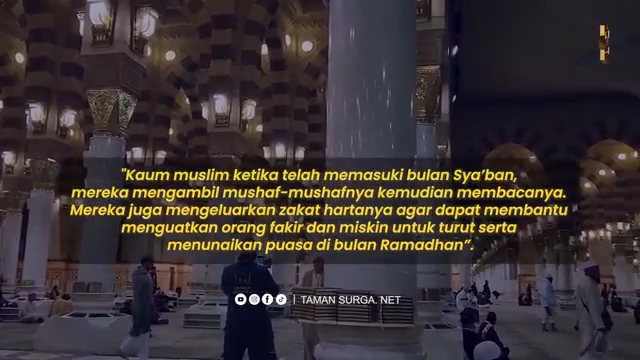 "Kaum muslim ketika telah memasuki bulan Sya’ban,
mereka mengambil mushaf-mushafnya kemudian membacanya.
Mereka juga mengeluarkan zakat hartanya agar dapat membantu
menguatkan orang fakir dan miskin untuk turut serta
menunaikan puasa di bulan Ramadhan”.
| TAMAN SURGA. NET